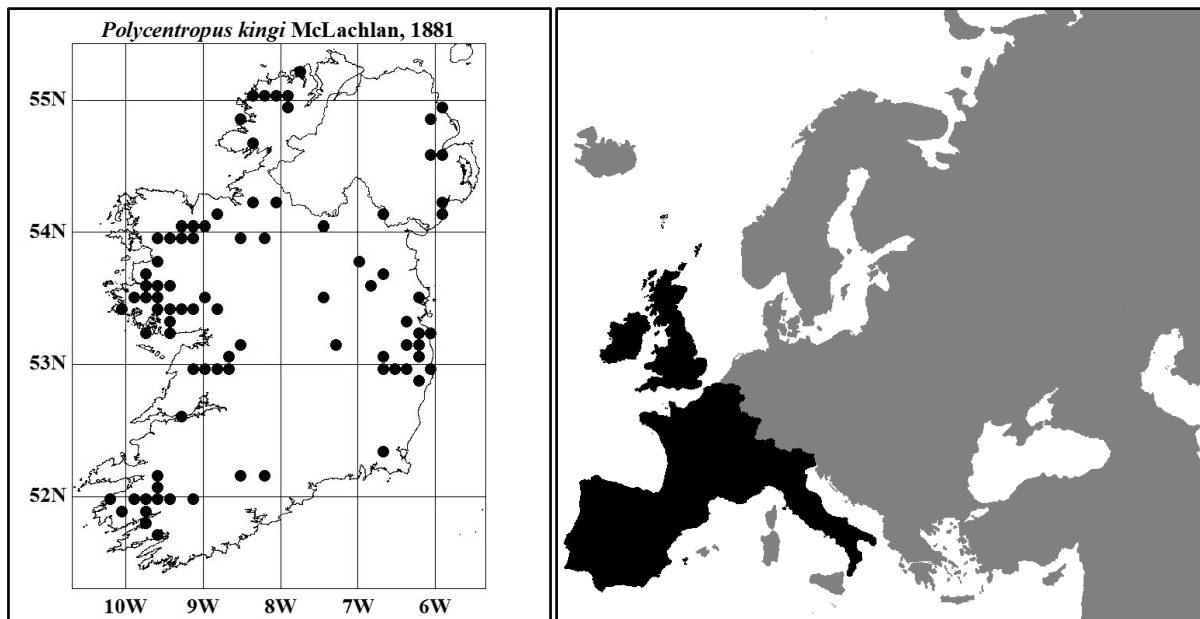 Polycentropus kingi McLachlan, 1881
55N
54N
53N
52N
10W 9W 8W 7W 6W